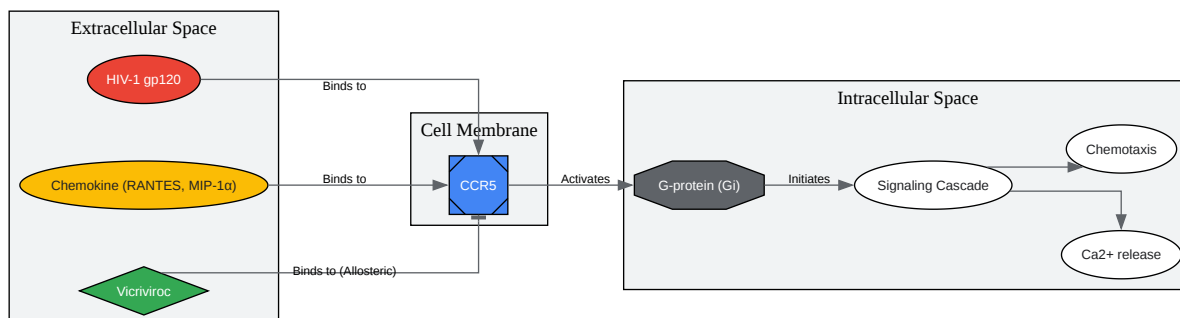 Extracellular Space
HIV-1 gp120
Binds to
Cell Membrane
Intracellular Space
Chemotaxis
Chemokine (RANTES, MIP-1α)
Binds to
CCR5
Activates
G-protein (Gi)
Initiates
Signaling Cascade
Ca2+ release
Binds to (Allosteric)
Vicriviroc